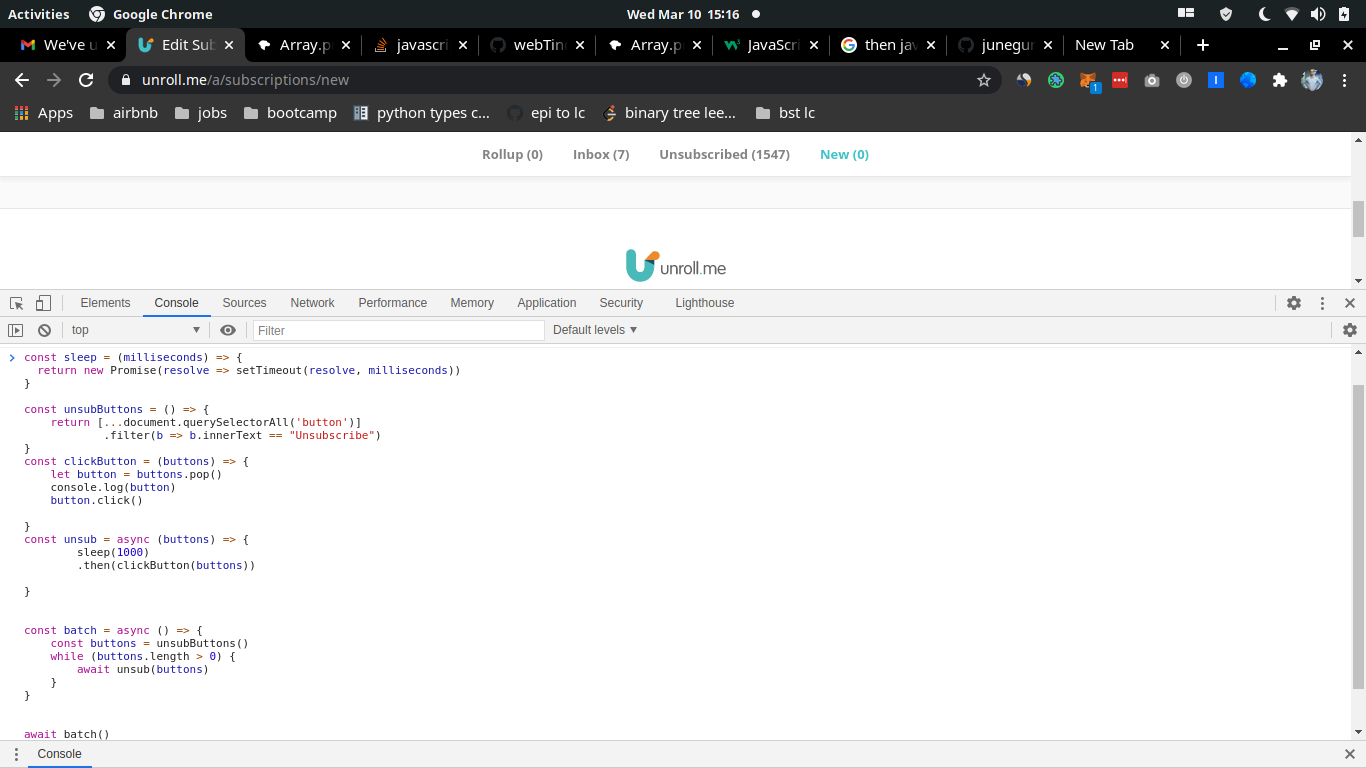 Activities Google Chrome Wed Mar 10 15:16
We've u Edit Sub Array.pr javascri webTin Array.pr JavaScri then jav junegun New Tab
unroll.me/a/subscriptions/new
1
Apps airbnb jobs bootcamp python types c... epi to lc binary tree lee... bst lc
Rollup (0) Inbox (7) Unsubscribed (1547) New (0)
unroll.me
Elements Console Sources Network Performance Memory Application Security Lighthouse
top Filter Default levels
const sleep = (milliseconds) => {
  return new Promise(resolve => setTimeout(resolve, milliseconds))
}
const unsubButtons = () => {
    return [...document.querySelectorAll('button')]
            .filter(b => b.innerText == "Unsubscribe")
}
const clickButton = (buttons) => {
    let button = buttons.pop()
    console.log(button)
    button.click()
}
const unsub = async (buttons) => {
        sleep(1000)
        .then(clickButton(buttons))
}
const batch = async () => {
    const buttons = unsubButtons()
    while (buttons.length > 0) {
        await unsub(buttons)
    }
}
await batch()
Console